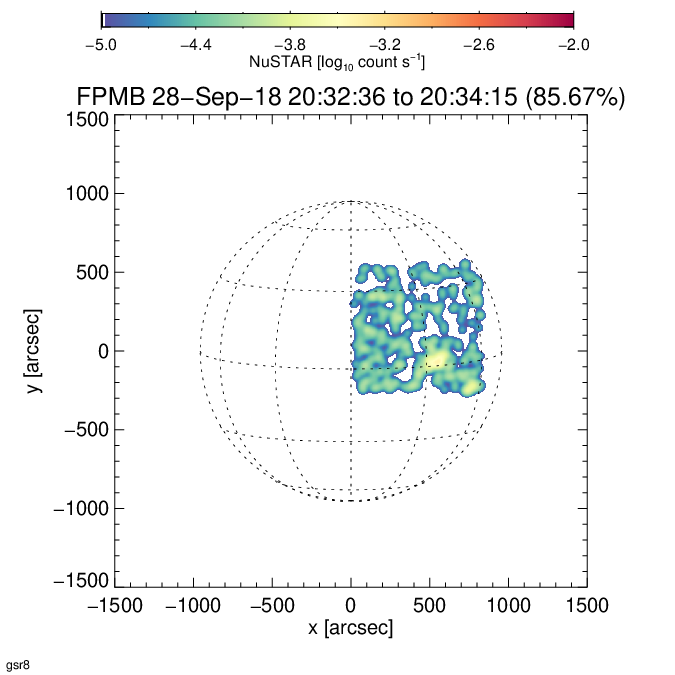 −5.0 −4.4 −3.8 −3.2 −2.6 −2.0
NuSTAR [log₁₀ count s⁻¹]
FPMB 28−Sep−18 20:32:36 to 20:34:15 (85.67%)
1500
1000
500
0
−500
−1000
−1500
y [arcsec]
−1500 −1000 −500 0 500 1000 1500
x [arcsec]
gsr8